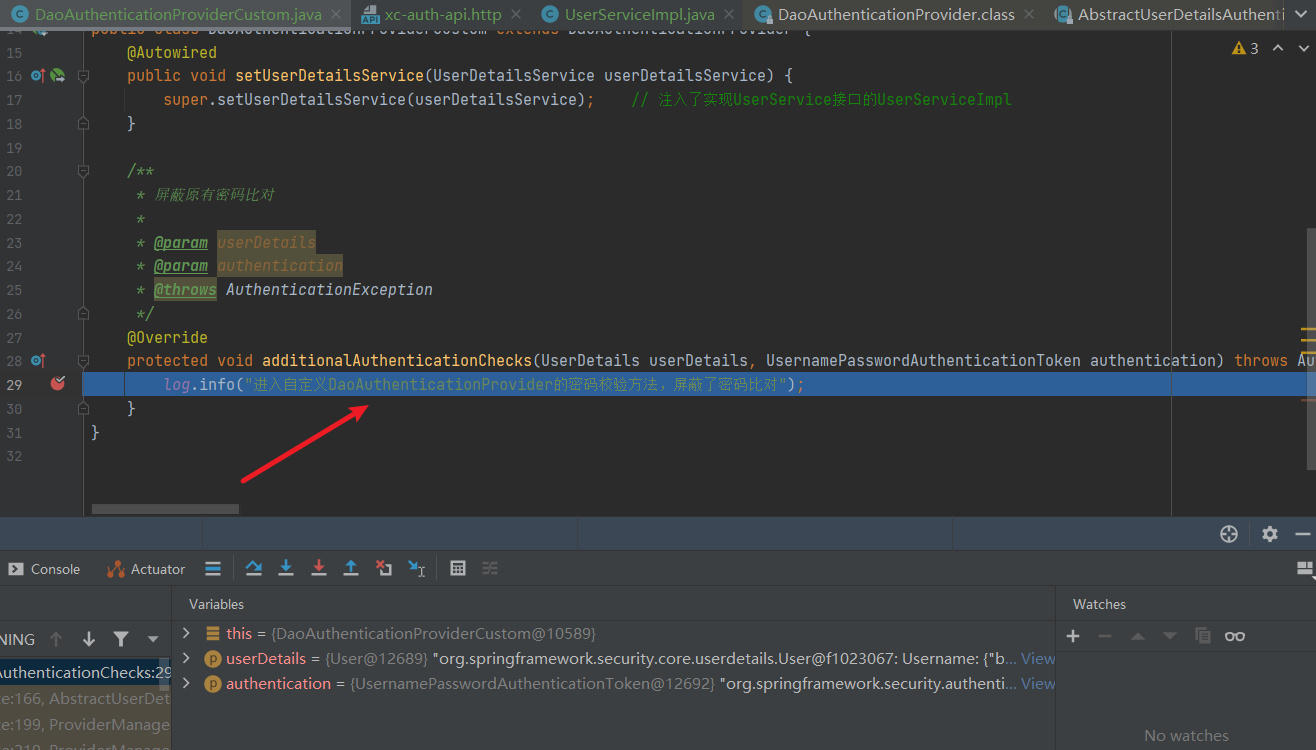 DaoAuthenticationProviderCustom.java xc-auth-api.http UserServiceImpl.java DaoAuthenticationProvider.class AbstractUserDetailsAuthenti
3
15 @Autowired
16 public void setUserDetailsService(UserDetailsService userDetailsService) {
17 super.setUserDetailsService(userDetailsService); // 注入了实现UserService接口的UserServiceImpl
18 }
19
20 /**
21 * 屏蔽原有密码比对
22 *
23 * @param userDetails
24 * @param authentication
25 * @throws AuthenticationException
26 */
27 @Override
28 protected void additionalAuthenticationChecks(UserDetails userDetails, UsernamePasswordAuthenticationToken authentication) throws Au
29 log.info("进入自定义DaoAuthenticationProvider的密码校验方法，屏蔽了密码比对");
30 }
31 }
32
Console Actuator
Variables Watches
NING
this = {DaoAuthenticationProviderCustom@10589}
AuthenticationChecks:29 userDetails = {User@12689} "org.springframework.security.core.userdetails.User@f1023067: Username: {"b... View
te:166, AbstractUserDet authentication = {UsernamePasswordAuthenticationToken@12692} "org.springframework.security.authenti... View
te:199, ProviderManage
No watches